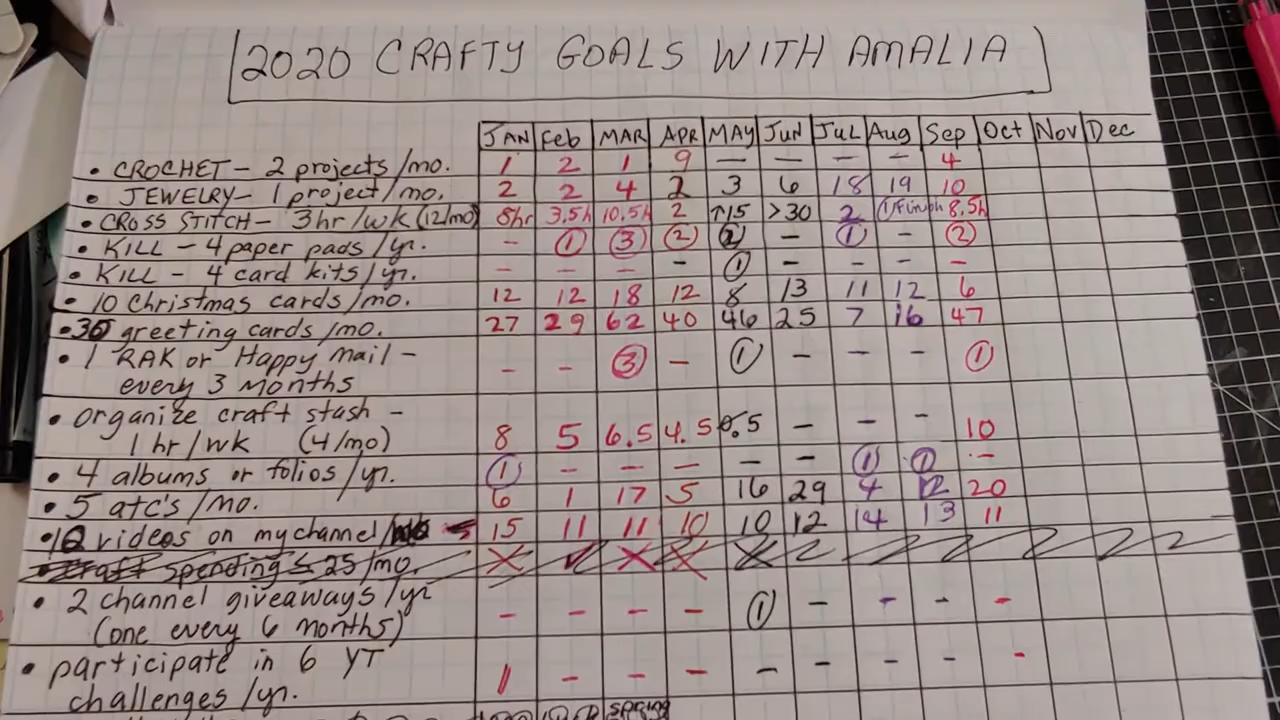 2020 CRAFTY GOALS WITH AMALIA
JAN Feb MAR APR MAY Jun Jul Aug Sep Oct Nov Dec
• CROCHET – 2 projects/mo. 1 2 1 9 — — – – 4
• JEWELRY – 1 project/mo. 2 2 4 2 3 6 18 19 10
• CROSS STITCH – 3hr/wk (12/mo) 8hr 3.5h 10.5h 2 ↑15 >30 2 8.5h
• KILL – 4 paper pads/yr. – 1 3 2 2 – 1 – 2
• KILL – 4 card kits/yr. – – – – 1 – – – –
• 10 Christmas cards/mo. 12 12 18 12 8 13 11 12 6
• 30 greeting cards/mo. 27 29 62 40 46 25 7 16 47
• 1 RAK or Happy mail – – – 3 – 1 – – – 1
every 3 months
• organize craft stash –
1 hr/wk (4/mo) 8 5 6.5 4.5 .5 – – – 10
• 4 albums or folios/yr. 1 – – – – – 1 1 –
• 5 atc's/mo. 6 1 17 5 16 29 4 12 20
• 10 videos on my channel/ 15 11 11 10 10 12 14 13 11
• Craft spending ≤ 25/mo. X ✓ X X X
• 2 channel giveaways/yr – – – – 1 – – – –
(one every 6 months)
• participate in 6 YT
challenges/yr. 1 – – – – – – – –
spring